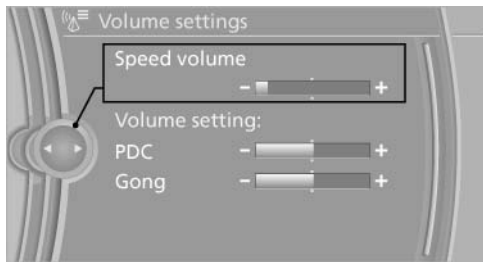 Volume settings
Speed volume
- +
Volume setting:
PDC - +
Gong - +